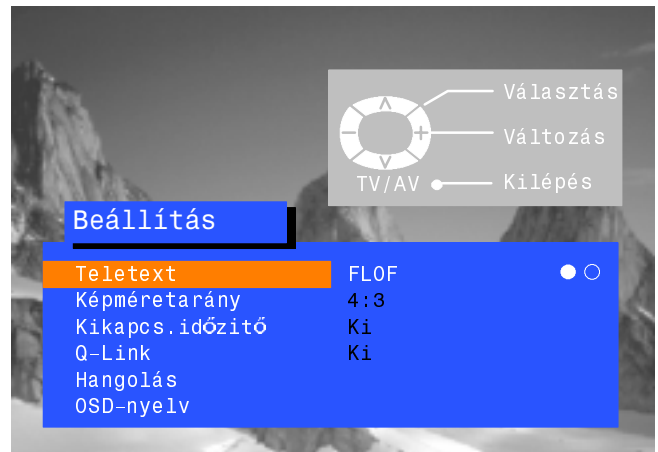 Választás
Változás
TV/AV Kilépés
Beállítás
Teletext FLOF
Képméretarány 4:3
Kikapcs.időzitő Ki
Q-Link Ki
Hangolás
OSD-nyelv